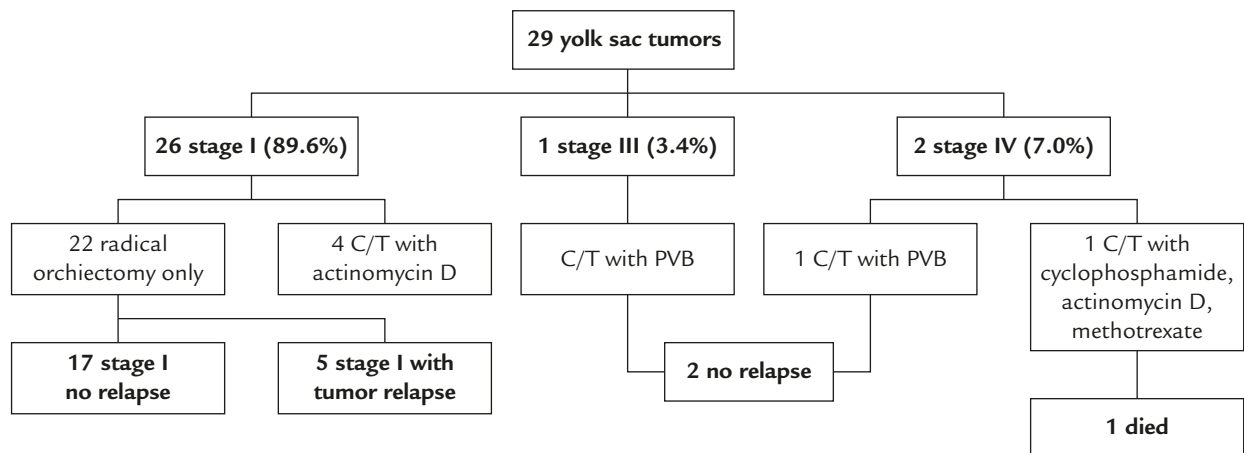 29 yolk sac tumors
26 stage I (89.6%)
1 stage III (3.4%)
2 stage IV (7.0%)
22 radical
orchiectomy only
4 C/T with
actinomycin D
C/T with PVB
1 C/T with PVB
1 C/T with
cyclophosphamide,
actinomycin D,
methotrexate
17 stage I
no relapse
5 stage I with
tumor relapse
2 no relapse
1 died